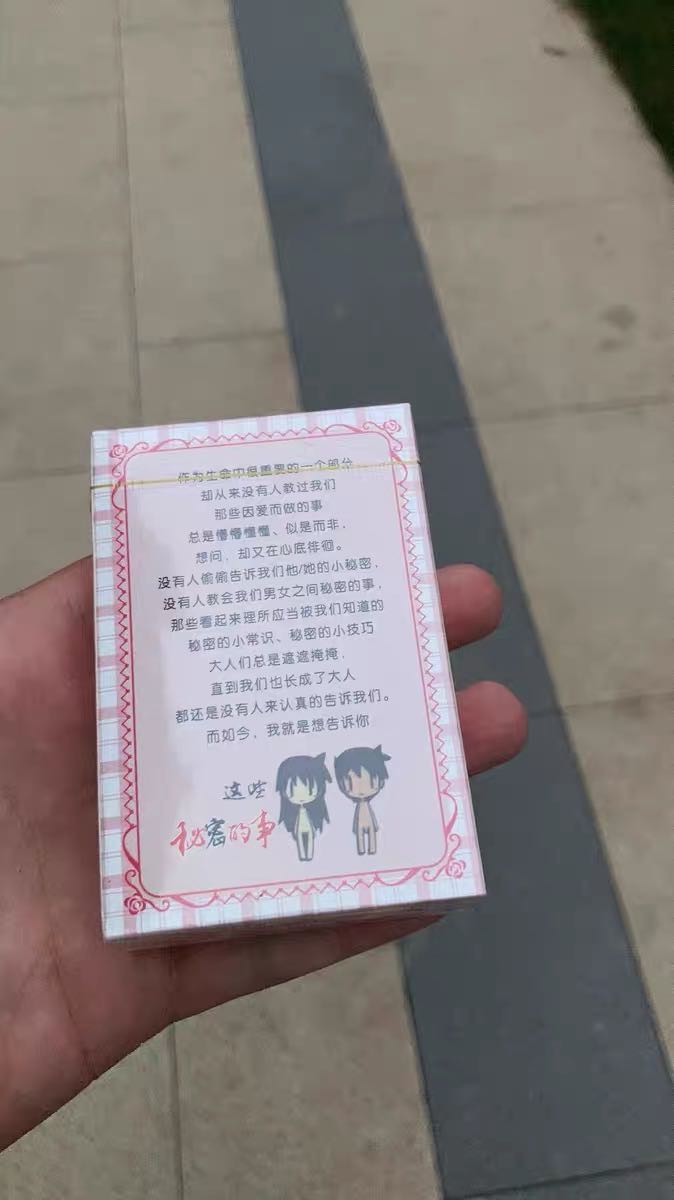 作为生命中很重要的一个部分
却从来没有人教过我们
那些因爱而做的事
总是懵懵懂懂、似是而非，
想问，却又在心底徘徊。
没有人偷偷告诉我们他/她的小秘密，
没有人教会我们男女之间秘密的事，
那些看起来理所应当被我们知道的
秘密的小常识、秘密的小技巧
大人们总是遮遮掩掩，
直到我们也长成了大人
都还是没有人来认真的告诉我们。
而如今，我就是想告诉你
这些
秘密的事